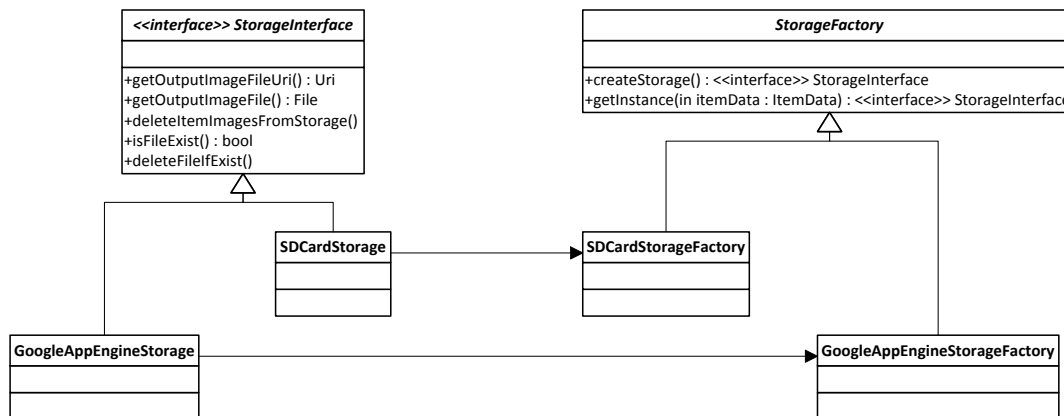 <<interface>> StorageInterface
+getOutputImageFileUri() : Uri
+getOutputImageFile() : File
+deleteItemImagesFromStorage()
+isFileExist() : bool
+deleteFileIfExist()
StorageFactory
+createStorage() : <<interface>> StorageInterface
+getInstance(in itemData : ItemData) : <<interface>> StorageInterface
SDCardStorage
SDCardStorageFactory
GoogleAppEngineStorage
GoogleAppEngineStorageFactory